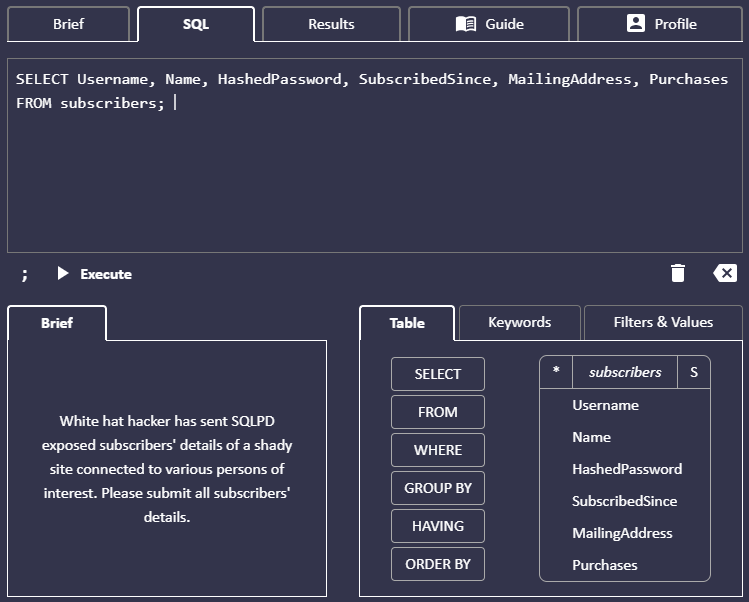 Brief
SQL
Results
Guide
Profile
SELECT Username, Name, HashedPassword, SubscribedSince, MailingAddress, Purchases
FROM subscribers;
;
Execute
Brief
White hat hacker has sent SQLPD
exposed subscribers' details of a shady
site connected to various persons of
interest. Please submit all subscribers'
details.
Table
Keywords
Filters & Values
SELECT
FROM
WHERE
GROUP BY
HAVING
ORDER BY
* subscribers S
Username
Name
HashedPassword
SubscribedSince
MailingAddress
Purchases